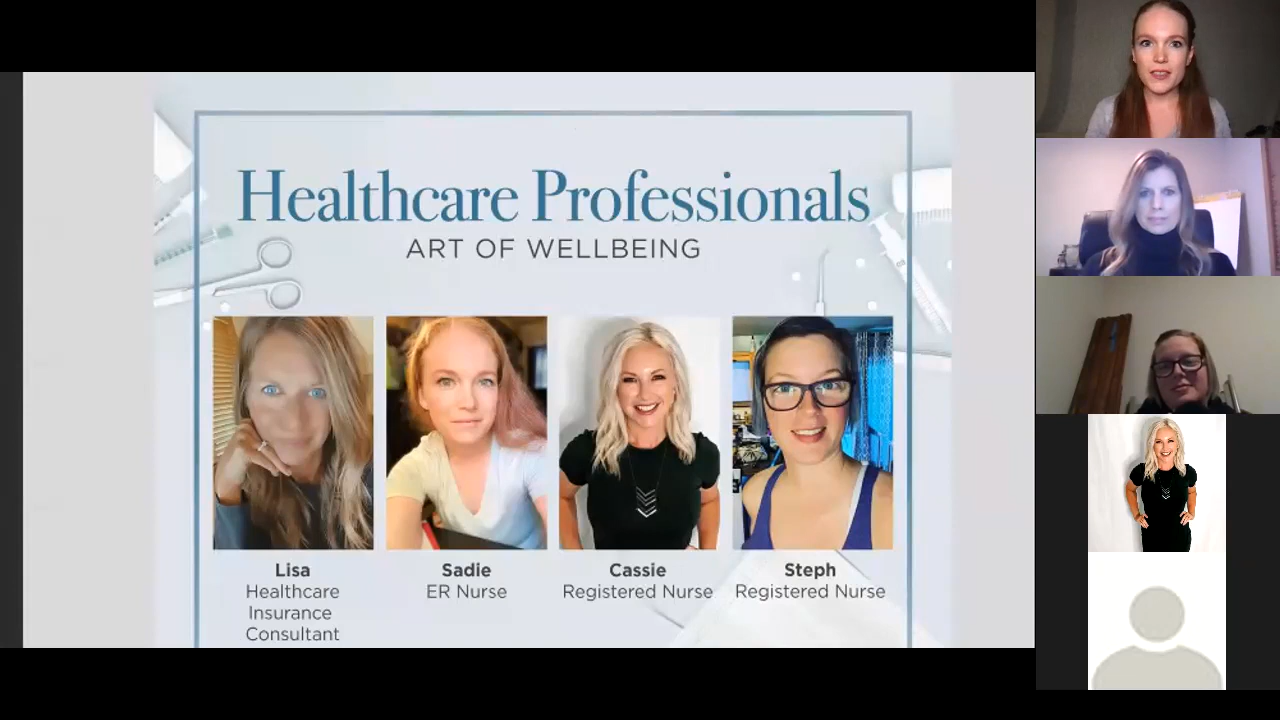 Healthcare Professionals
ART OF WELLBEING
Lisa
Healthcare
Insurance
Consultant
Sadie
ER Nurse
Cassie
Registered Nurse
Steph
Registered Nurse